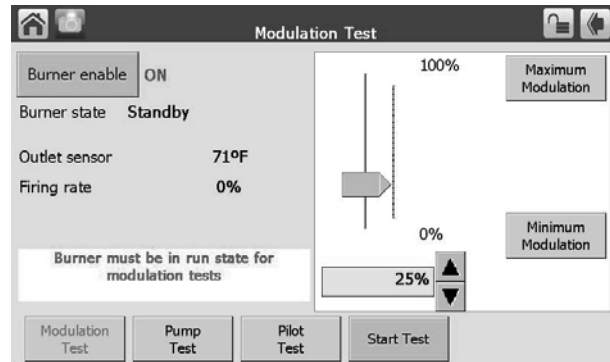 Modulation Test
Burner enable ON
Burner state Standby
Outlet sensor 71ºF
Firing rate 0%
Burner must be in run state for
modulation tests
100%
0%
25%
Maximum
Modulation
Minimum
Modulation
Modulation
Test
Pump
Test
Pilot
Test
Start Test